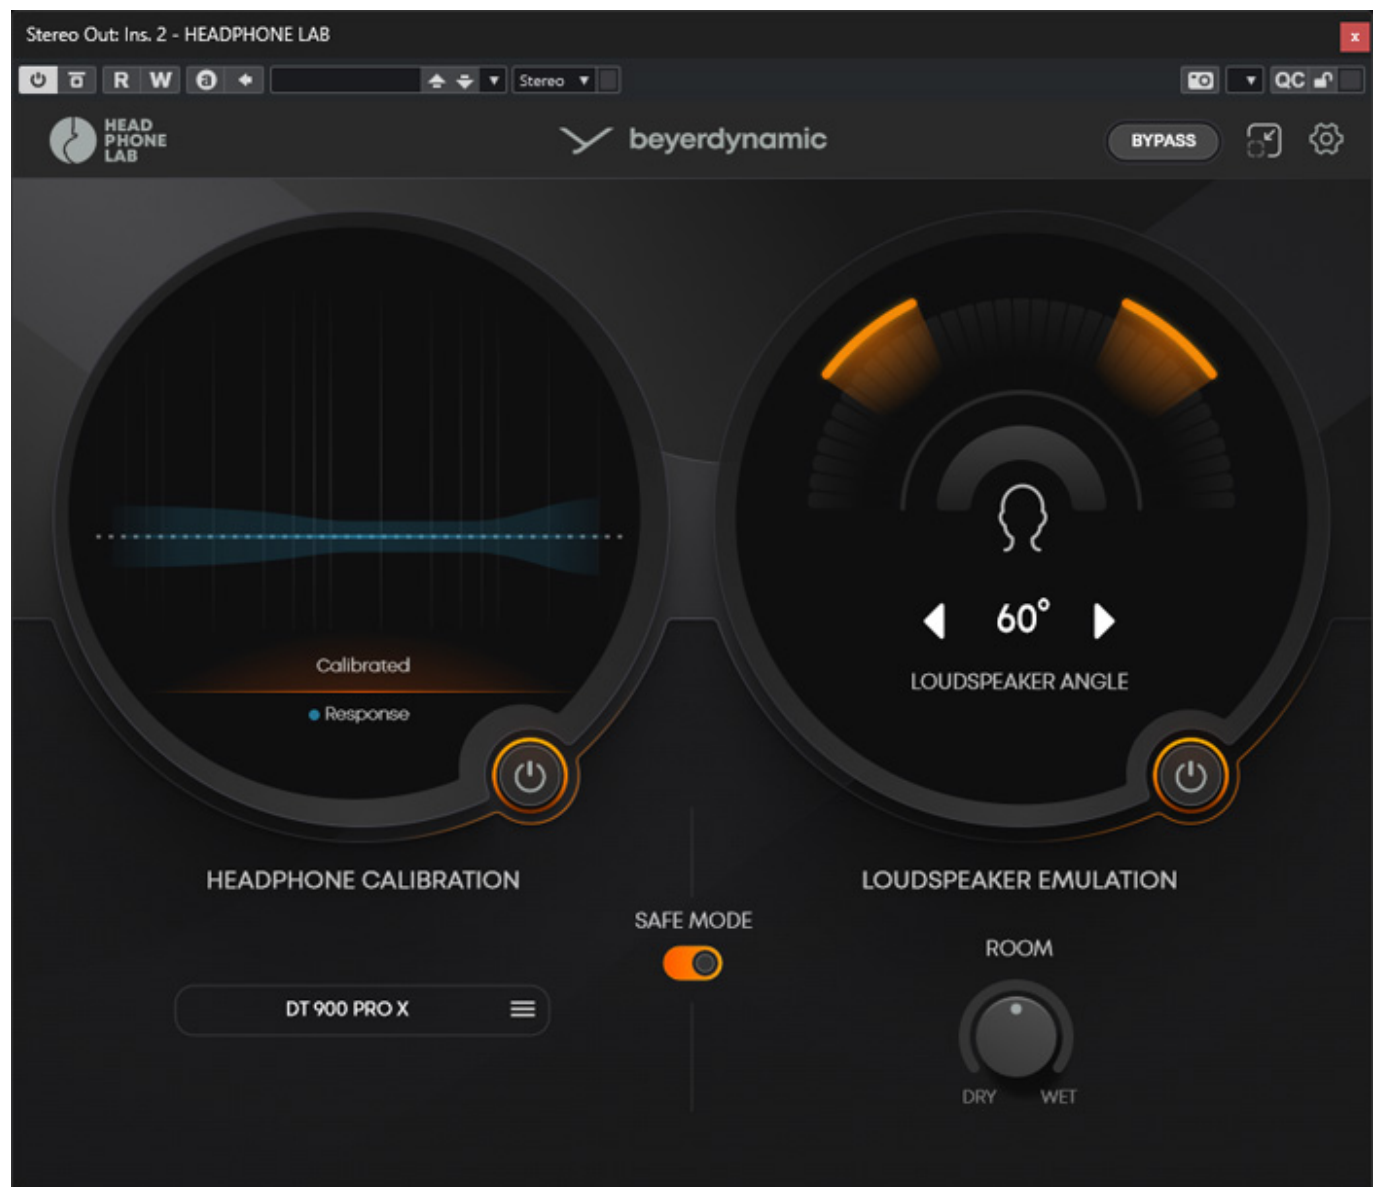 Stereo Out: Ins. 2 - HEADPHONE LAB
x
R W a Stereo QC
HEAD
PHONE
LAB
beyerdynamic
BYPASS
Calibrated
Response
60°
LOUDSPEAKER ANGLE
HEADPHONE CALIBRATION
LOUDSPEAKER EMULATION
SAFE MODE
ROOM
DT 900 PRO X
DRY WET